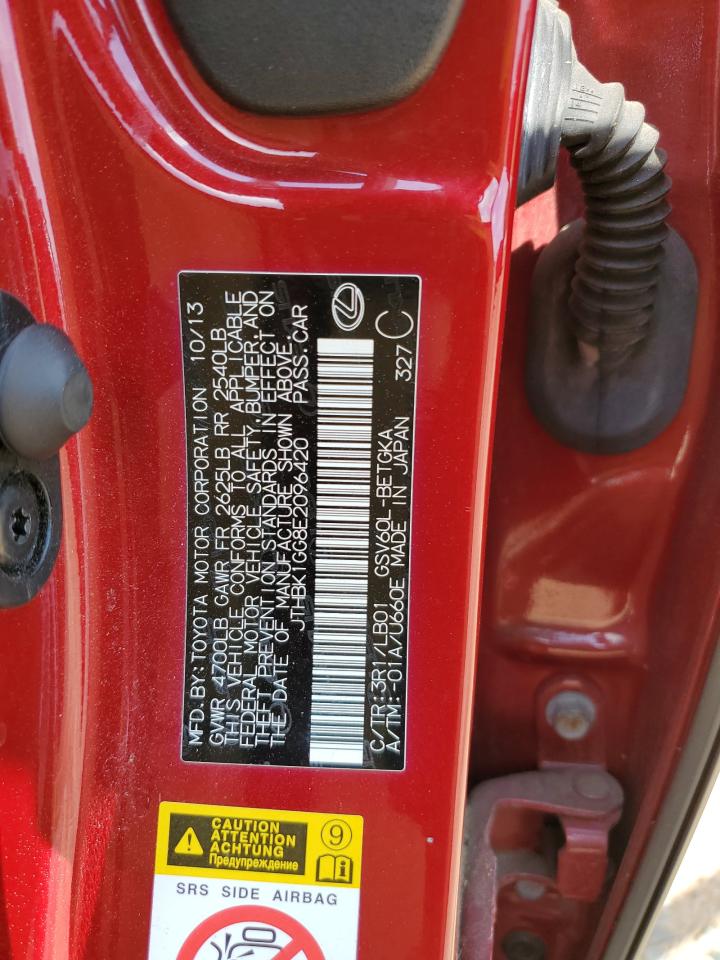 MFD. BY: TOYOTA MOTOR CORPORATION 10/13
GVWR 4700LB GAWR FR 2625LB RR 2540LB
THIS VEHICLE CONFORMS TO ALL APPLICABLE
FEDERAL MOTOR VEHICLE SAFETY, BUMPER, AND
THEFT PREVENTION STANDARDS IN EFFECT ON
THE DATE OF MANUFACTURE SHOWN ABOVE.
JTHBK1GG8E2096420 PASS. CAR
327C
C/TR: 3R1/LB01 GSV60L-BETGKA
A/TM: -01A/U660E MADE IN JAPAN
CAUTION
ATTENTION
ACHTUNG
Предупреждение
9
SRS SIDE AIRBAG